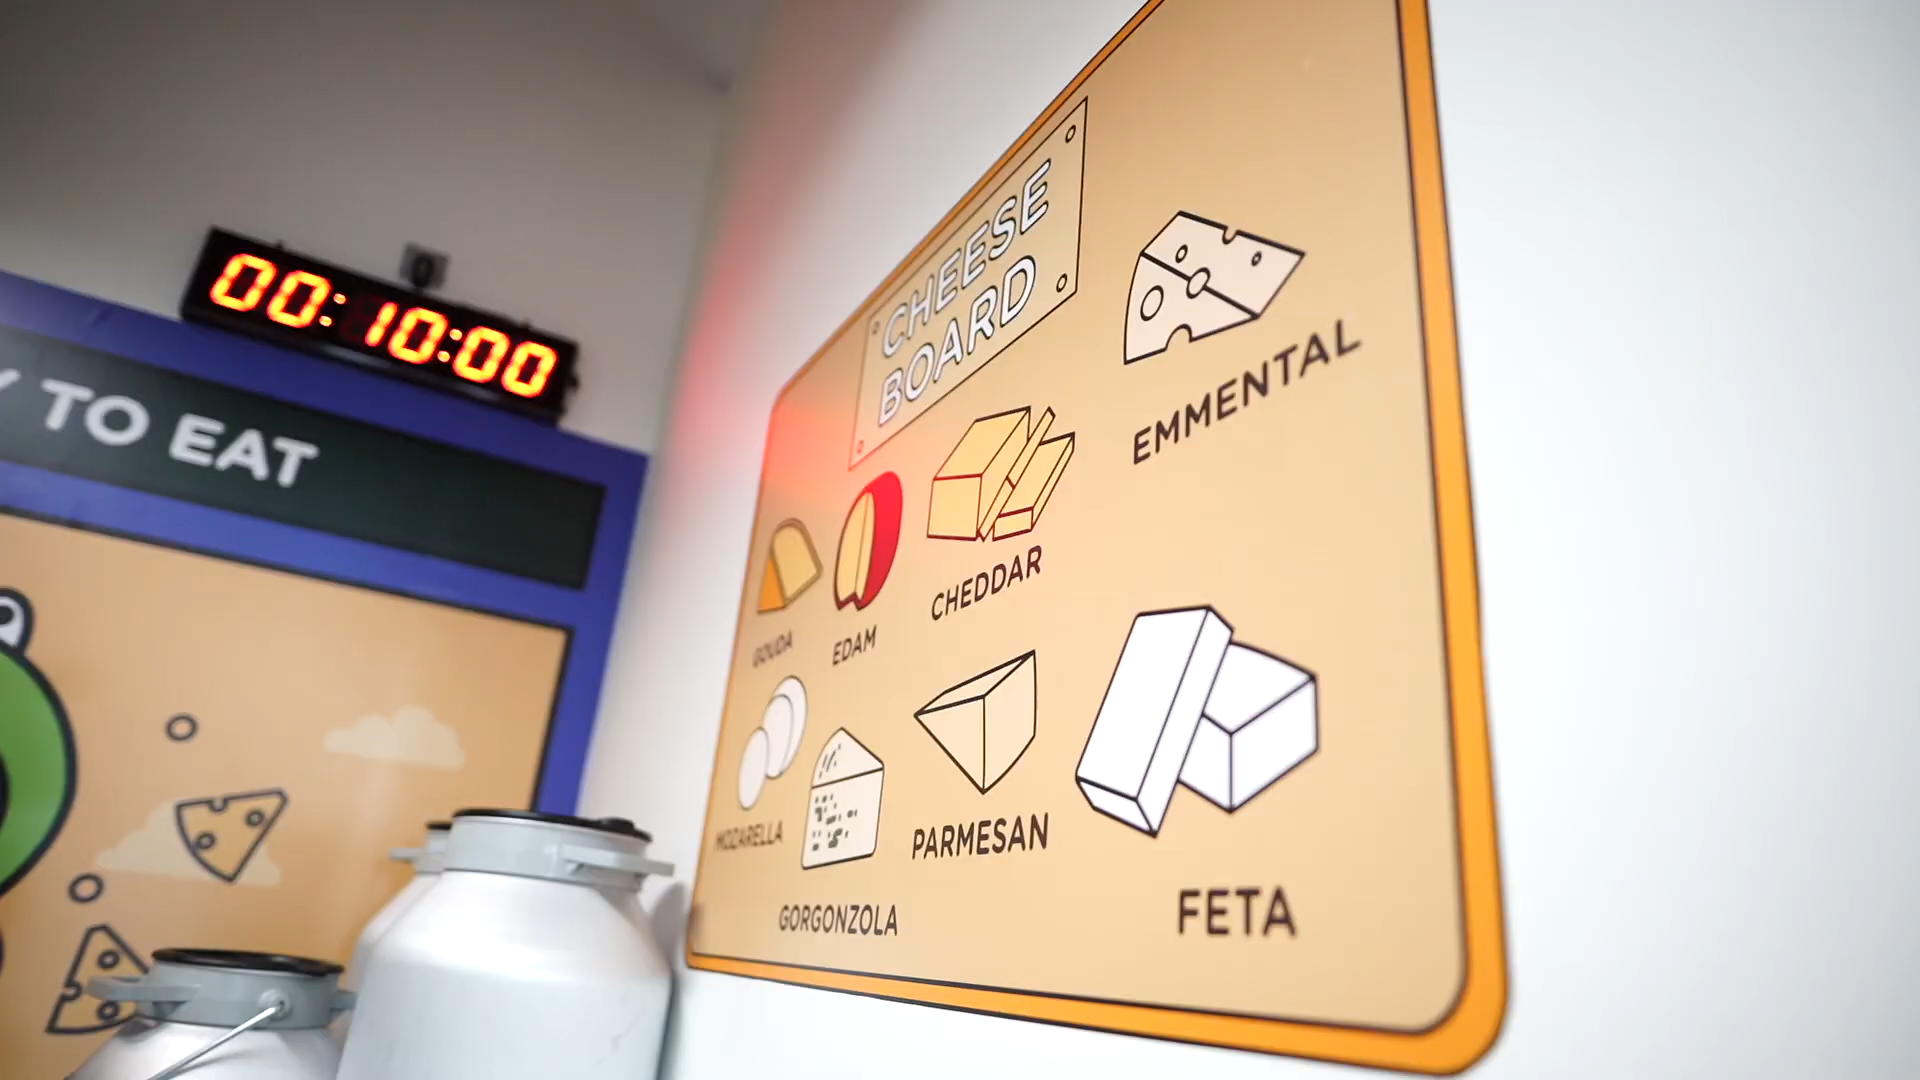 00:10:00
TO EAT
CHEESE
BOARD
EMMENTAL
CHEDDAR
GOUDA
EDAM
MOZARELLA
GORGONZOLA
PARMESAN
FETA